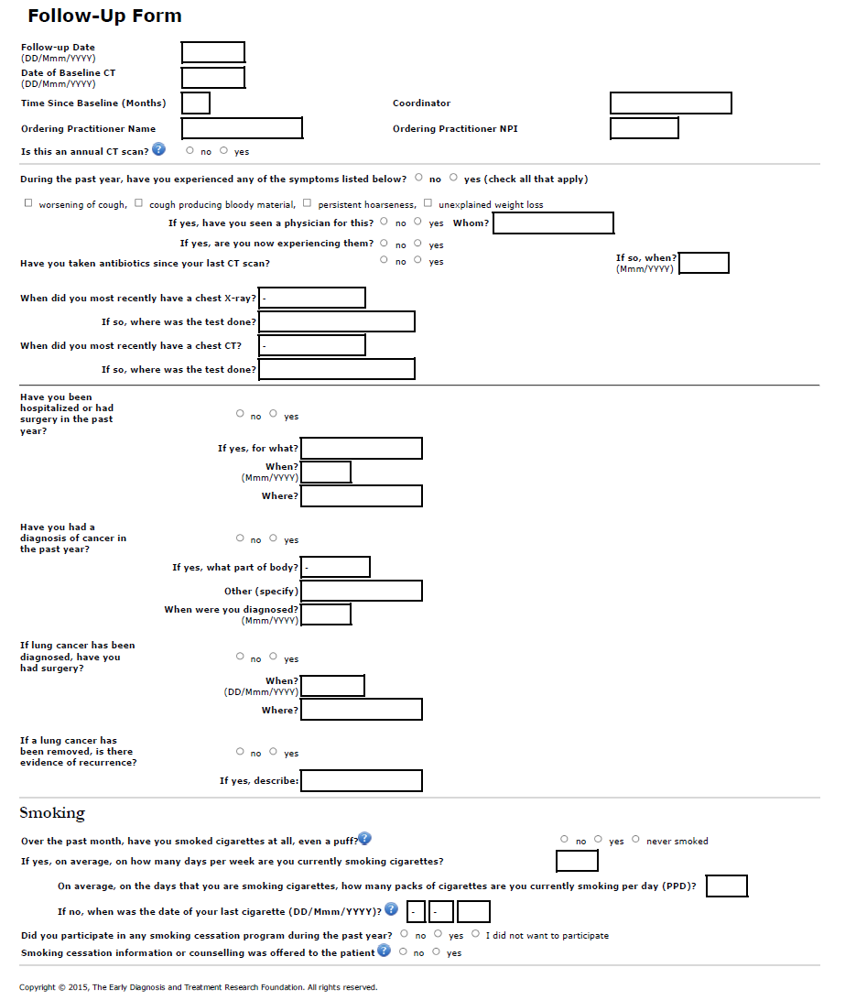 Follow-Up Form
Follow-up Date
(DD/Mmm/YYYY)
Date of Baseline CT
(DD/Mmm/YYYY)
Time Since Baseline (Months) Coordinator
Ordering Practitioner Name Ordering Practitioner NPI
Is this an annual CT scan? ? no yes
During the past year, have you experienced any of the symptoms listed below? no yes (check all that apply)
worsening of cough, cough producing bloody material, persistent hoarseness, unexplained weight loss
If yes, have you seen a physician for this? no yes Whom?
If yes, are you now experiencing them? no yes
Have you taken antibiotics since your last CT scan? no yes If so, when?
(Mmm/YYYY)
When did you most recently have a chest X-ray? -
If so, where was the test done?
When did you most recently have a chest CT? -
If so, where was the test done?
Have you been
hospitalized or had
surgery in the past
year?
no yes
If yes, for what?
When?
(Mmm/YYYY)
Where?
Have you had a
diagnosis of cancer in
the past year?
no yes
If yes, what part of body? -
Other (specify)
When were you diagnosed?
(Mmm/YYYY)
If lung cancer has been
diagnosed, have you
had surgery?
no yes
When?
(DD/Mmm/YYYY)
Where?
If a lung cancer has
been removed, is there
evidence of recurrence?
no yes
If yes, describe:
Smoking
Over the past month, have you smoked cigarettes at all, even a puff? ? no yes never smoked
If yes, on average, on how many days per week are you currently smoking cigarettes?
On average, on the days that you are smoking cigarettes, how many packs of cigarettes are you currently smoking per day (PPD)?
If no, when was the date of your last cigarette (DD/Mmm/YYYY)? ? - -
Did you participate in any smoking cessation program during the past year? no yes I did not want to participate
Smoking cessation information or counselling was offered to the patient ? no yes
Copyright © 2015, The Early Diagnosis and Treatment Research Foundation. All rights reserved.